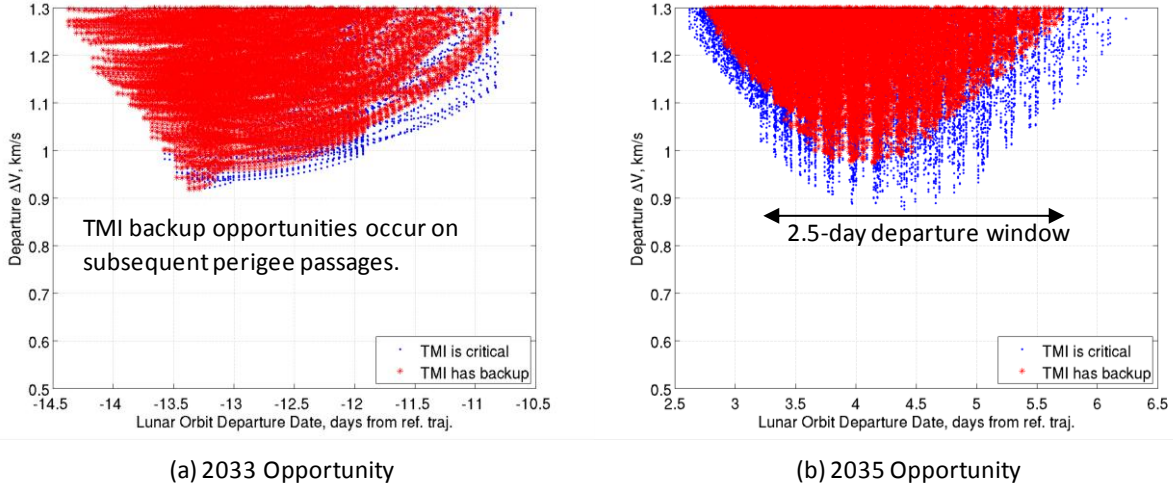 1.3
1.2
1.1
1
0.9
0.8
0.7
0.6
0.5
Departure ΔV, km/s
TMI backup opportunities occur on
subsequent perigee passages.
TMI is critical
TMI has backup
-14.5 -14 -13.5 -13 -12.5 -12 -11.5 -11 -10.5
Lunar Orbit Departure Date, days from ref. traj.
(a) 2033 Opportunity
1.3
1.2
1.1
1
0.9
0.8
0.7
0.6
0.5
Departure ΔV, km/s
2.5-day departure window
TMI is critical
TMI has backup
2.5 3 3.5 4 4.5 5 5.5 6 6.5
Lunar Orbit Departure Date, days from ref. traj.
(b) 2035 Opportunity